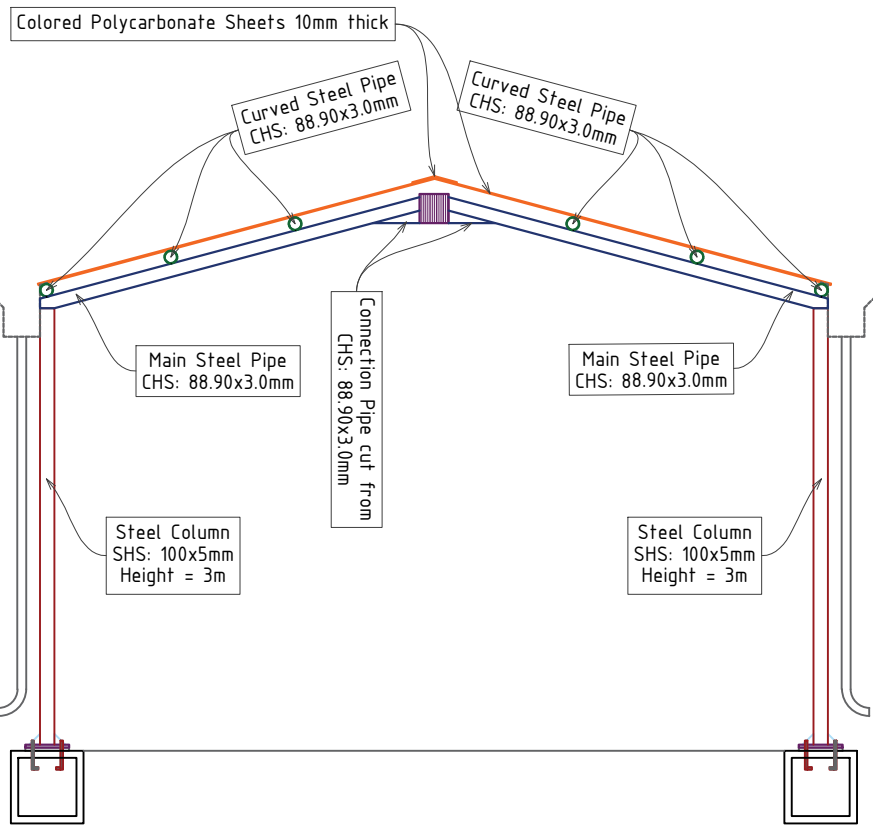 Colored Polycarbonate Sheets 10mm thick
Curved Steel Pipe
CHS: 88.90x3.0mm
Curved Steel Pipe
CHS: 88.90x3.0mm
Connection Pipe cut from
CHS: 88.90x3.0mm
Main Steel Pipe
CHS: 88.90x3.0mm
Main Steel Pipe
CHS: 88.90x3.0mm
Steel Column
SHS: 100x5mm
Height = 3m
Steel Column
SHS: 100x5mm
Height = 3m